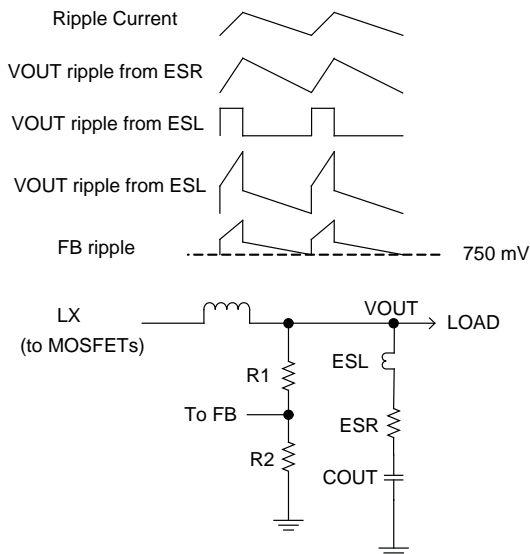 Ripple Current
VOUT ripple from ESR
VOUT ripple from ESL
VOUT ripple from ESL
FB ripple
750 mV
LX
(to MOSFETs)
VOUT
LOAD
ESL
R1
To FB
ESR
R2
COUT